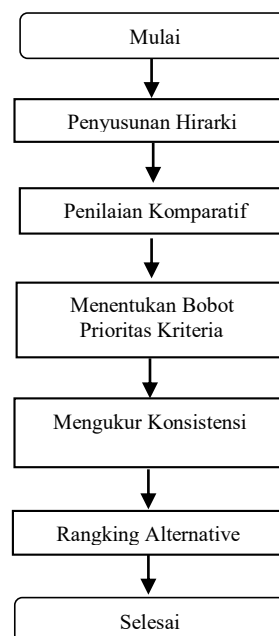 Mulai
Penyusunan Hirarki
Penilaian Komparatif
Menentukan Bobot
Prioritas Kriteria
Mengukur Konsistensi
Rangking Alternative
Selesai